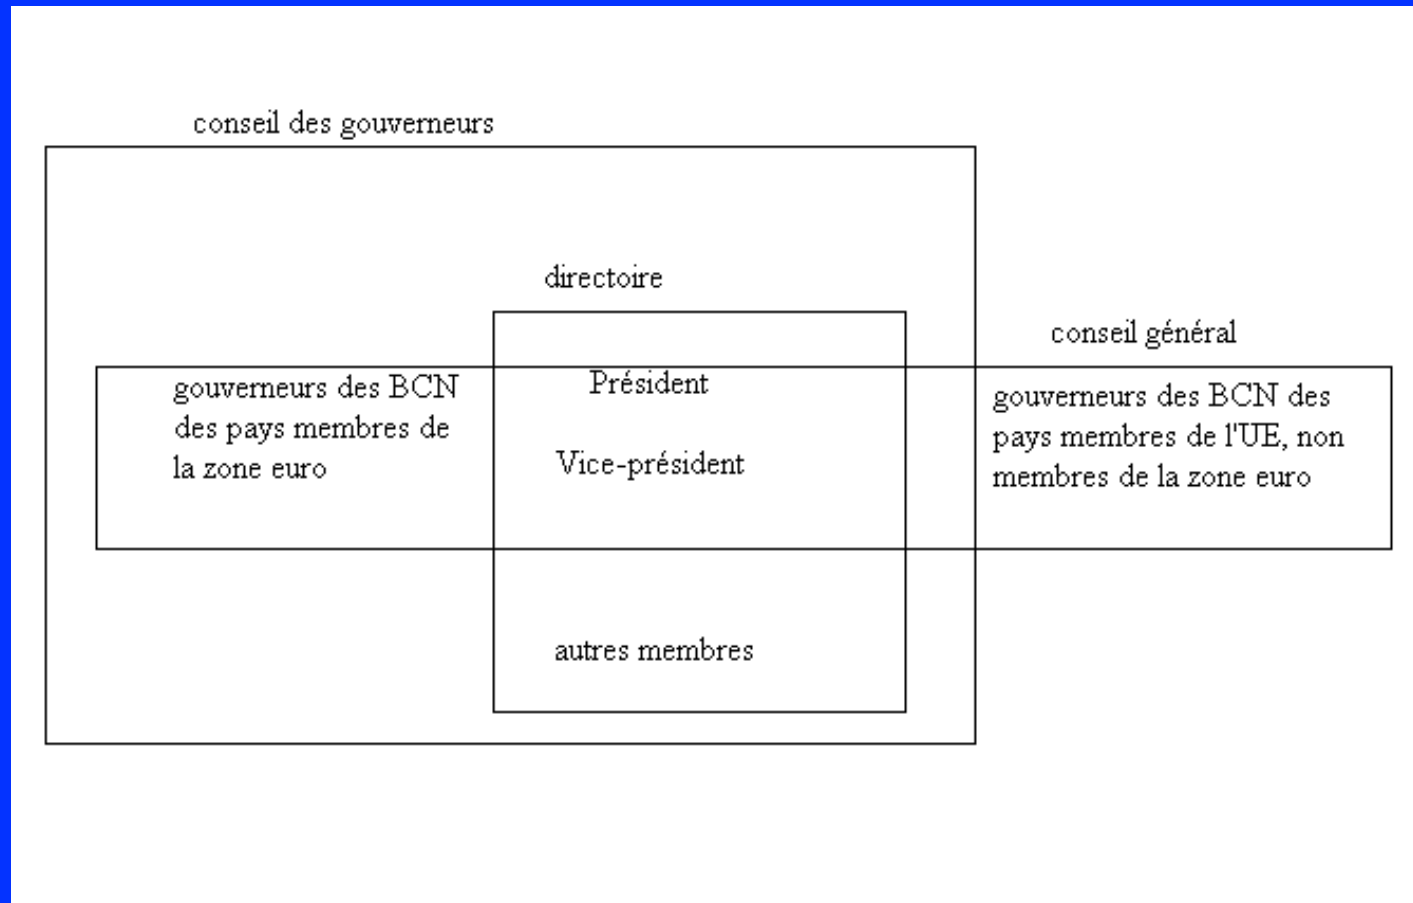 conseil des gouverneurs
directoire
conseil général
gouverneurs des BCN
des pays membres de
la zone euro
Président
Vice-président
gouverneurs des BCN des
pays membres de l'UE, non
membres de la zone euro
autres membres